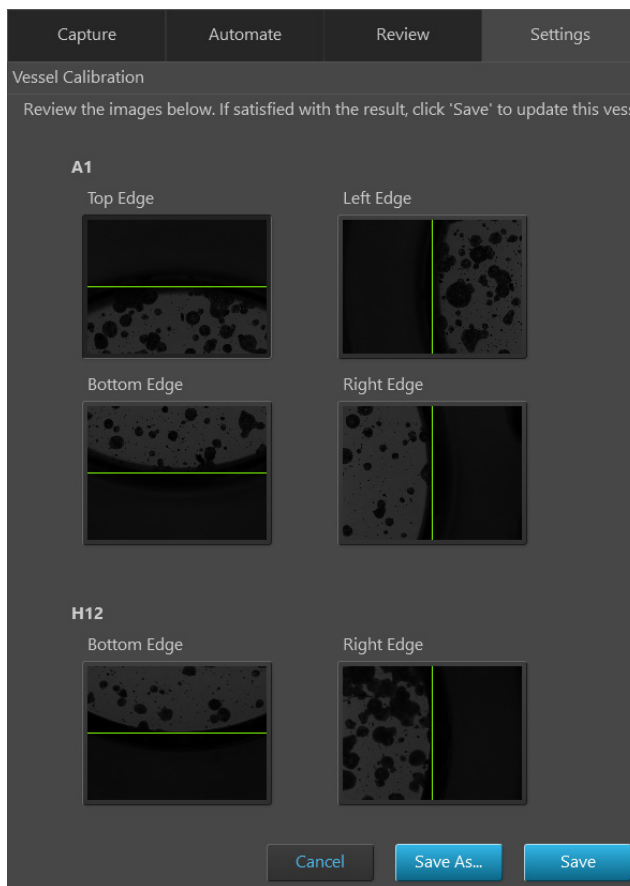 Capture Automate Review Settings
Vessel Calibration
Review the images below. If satisfied with the result, click 'Save' to update this vess
A1
Top Edge Left Edge
Bottom Edge Right Edge
H12
Bottom Edge Right Edge
Cancel Save As... Save